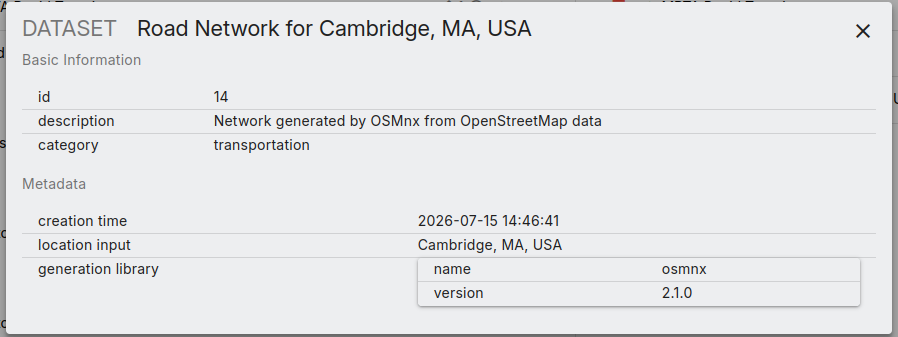 DATASET Road Network for Cambridge, MA, USA
Basic Information
id 14
description Network generated by OSMnx from OpenStreetMap data
category transportation
Metadata
creation time 2026-07-15 14:46:41
location input Cambridge, MA, USA
generation library name osmnx
version 2.1.0